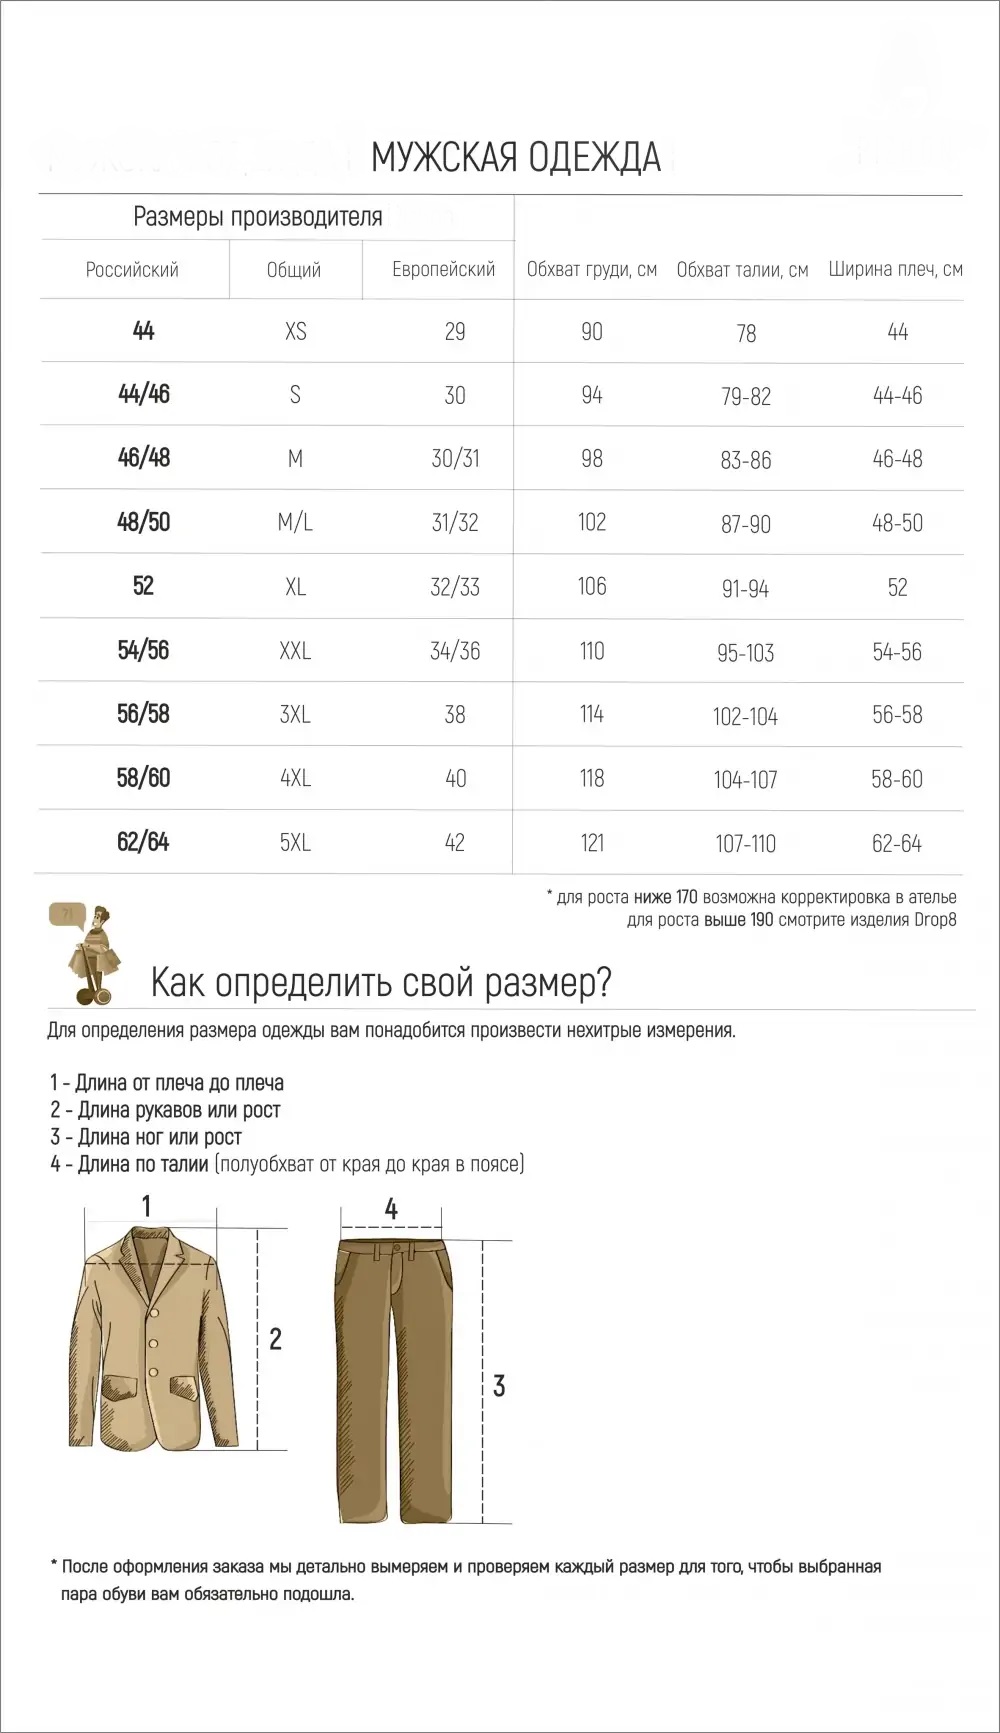 МУЖСКАЯ ОДЕЖДА
Размеры производителя
Российский Общий Европейский Обхват груди, см Обхват талии, см Ширина плеч, см
44 XS 29 90 78 44
44/46 S 30 94 79-82 44-46
46/48 M 30/31 98 83-86 46-48
48/50 M/L 31/32 102 87-90 48-50
52 XL 32/33 106 91-94 52
54/56 XXL 34/36 110 95-103 54-56
56/58 3XL 38 114 102-104 56-58
58/60 4XL 40 118 104-107 58-60
62/64 5XL 42 121 107-110 62-64
* для роста ниже 170 возможна корректировка в ателье
для роста выше 190 смотрите изделия Drop8
?!
Как определить свой размер?
Для определения размера одежды вам понадобится произвести нехитрые измерения.
1 - Длина от плеча до плеча
2 - Длина рукавов или рост
3 - Длина ног или рост
4 - Длина по талии (полуобхват от края до края в поясе)
1
4
2
3
* После оформления заказа мы детально вымеряем и проверяем каждый размер для того, чтобы выбранная
пара обуви вам обязательно подошла.